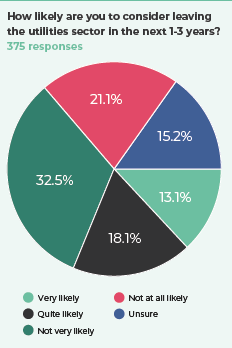 How likely are you to consider leaving
the utilities sector in the next 1-3 years?
375 responses
21.1%
15.2%
32.5%
13.1%
18.1%
Very likely
Not at all likely
Quite likely
Unsure
Not very likely